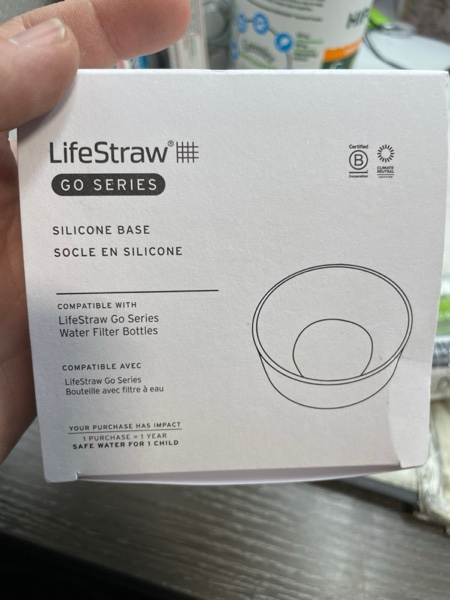 LifeStraw®
GO SERIES
Certified
B
Corporation
CLIMATE
NEUTRAL
SILICONE BASE
SOCLE EN SILICONE
COMPATIBLE WITH
LifeStraw Go Series
Water Filter Bottles
COMPATIBLE AVEC
LifeStraw Go Series
Bouteille avec filtre à eau
YOUR PURCHASE HAS IMPACT
1 PURCHASE = 1 YEAR
SAFE WATER FOR 1 CHILD